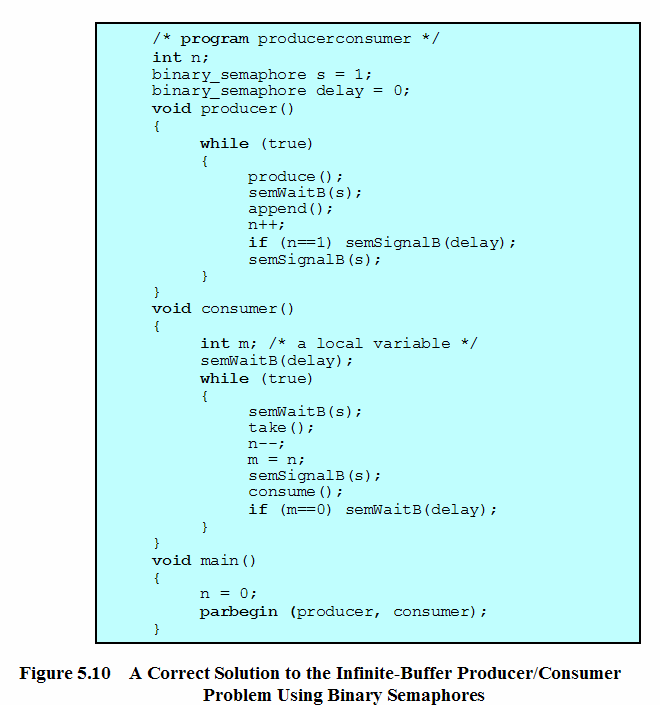 /* program producerconsumer */
int n;
binary_semaphore s = 1;
binary_semaphore delay = 0;
void producer()
{
while (true)
{
produce();
semWaitB(s);
append();
n++;
if (n==1) semSignalB(delay);
semSignalB(s);
}
}
void consumer()
{
int m; /* a local variable */
semWaitB(delay);
while (true)
{
semWaitB(s);
take();
n--;
m = n;
semSignalB(s);
consume();
if (m==0) semWaitB(delay);
}
}
void main()
{
n = 0;
parbegin (producer, consumer);
}
Figure 5.10 A Correct Solution to the Infinite-Buffer Producer/Consumer
Problem Using Binary Semaphores